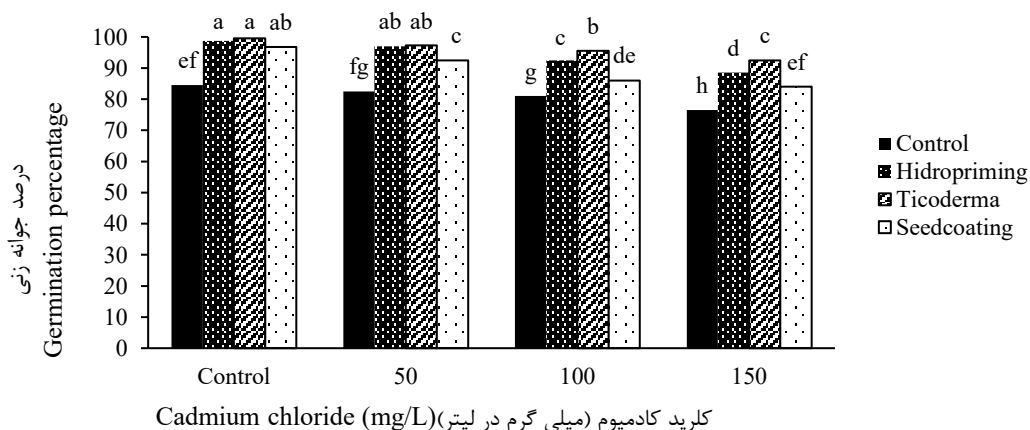 درصد جوانه زنی
Germination percentage
100
90
80
70
60
50
40
30
20
10
0
ef a a ab
fg ab ab c
g c b de
h d c ef
Control 50 100 150
Cadmium chloride (mg/L)(میلی گرم در لیتر) کلرید کادمیوم
Control
Hidropriming
Ticoderma
Seedcoating